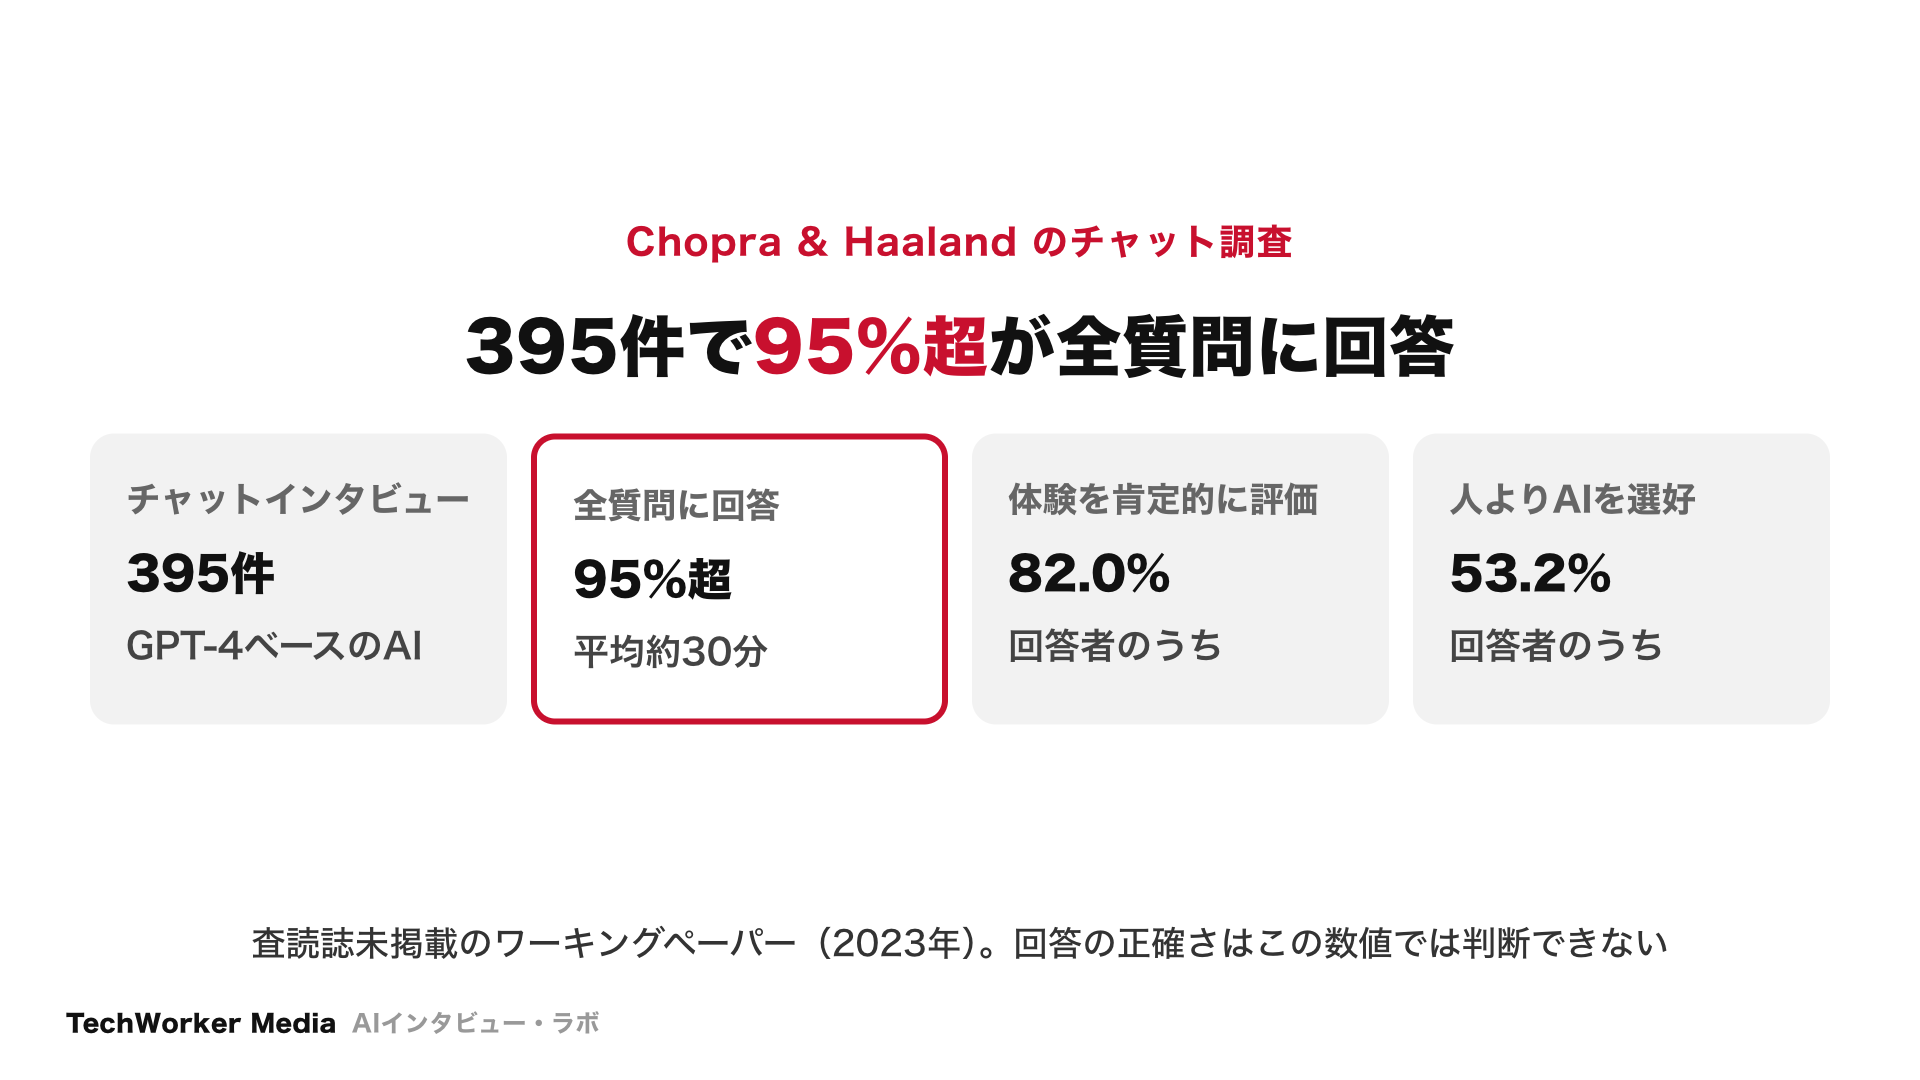 Chopra & Haaland のチャット調査
395件で95%超が全質問に回答
チャットインタビュー
395件
GPT-4ベースのAI
全質問に回答
95%超
平均約30分
体験を肯定的に評価
82.0%
回答者のうち
人よりAIを選好
53.2%
回答者のうち
査読誌未掲載のワーキングペーパー（2023年）。回答の正確さはこの数値では判断できない
TechWorker Media AIインタビュー・ラボ